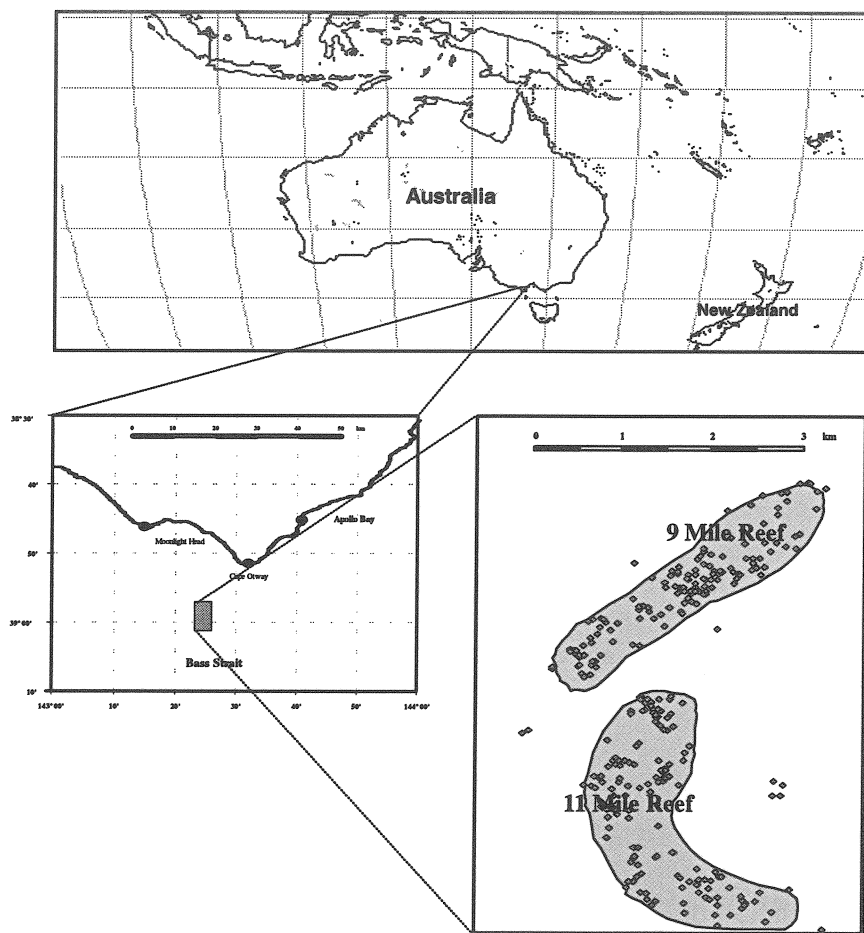 Australia
New Zealand
38°30'
40'
50'
39°00'
10'
143°00'
10'
20'
30'
40'
50'
144°00'
0 10 20 30 40 50 km
Moonlight Head
Cape Otway
Apollo Bay
Bass Strait
0 1 2 3 km
9 Mile Reef
11 Mile Reef